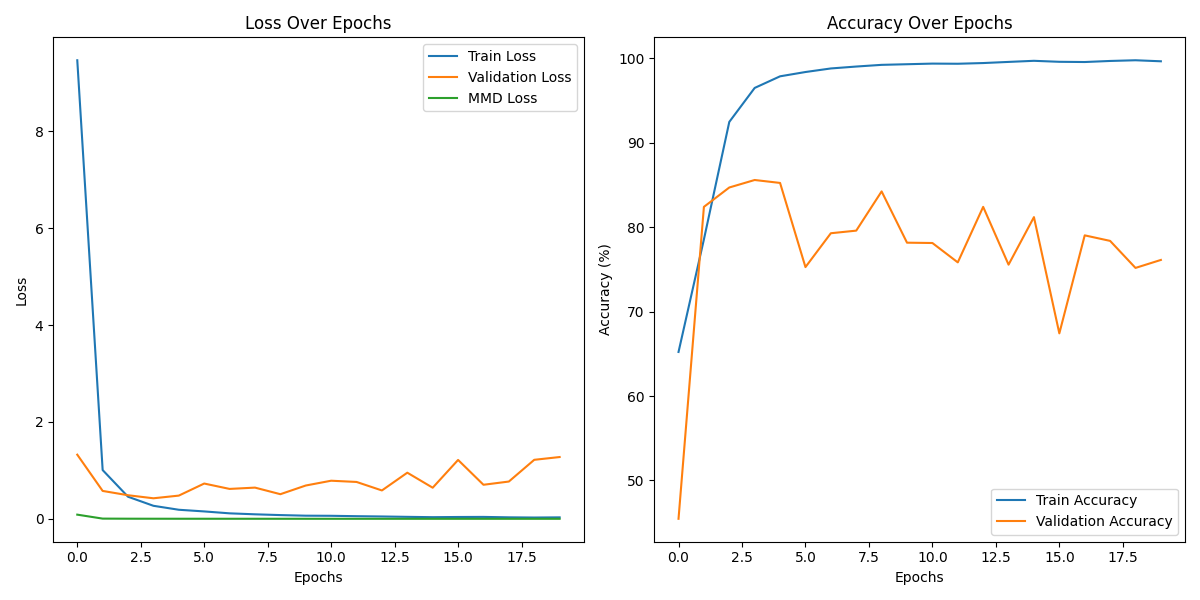 Loss Over Epochs
Train Loss
Validation Loss
MMD Loss
8
6
4
2
0
Loss
0.0 2.5 5.0 7.5 10.0 12.5 15.0 17.5
Epochs
Accuracy Over Epochs
100
90
80
70
60
50
Accuracy (%)
Train Accuracy
Validation Accuracy
0.0 2.5 5.0 7.5 10.0 12.5 15.0 17.5
Epochs